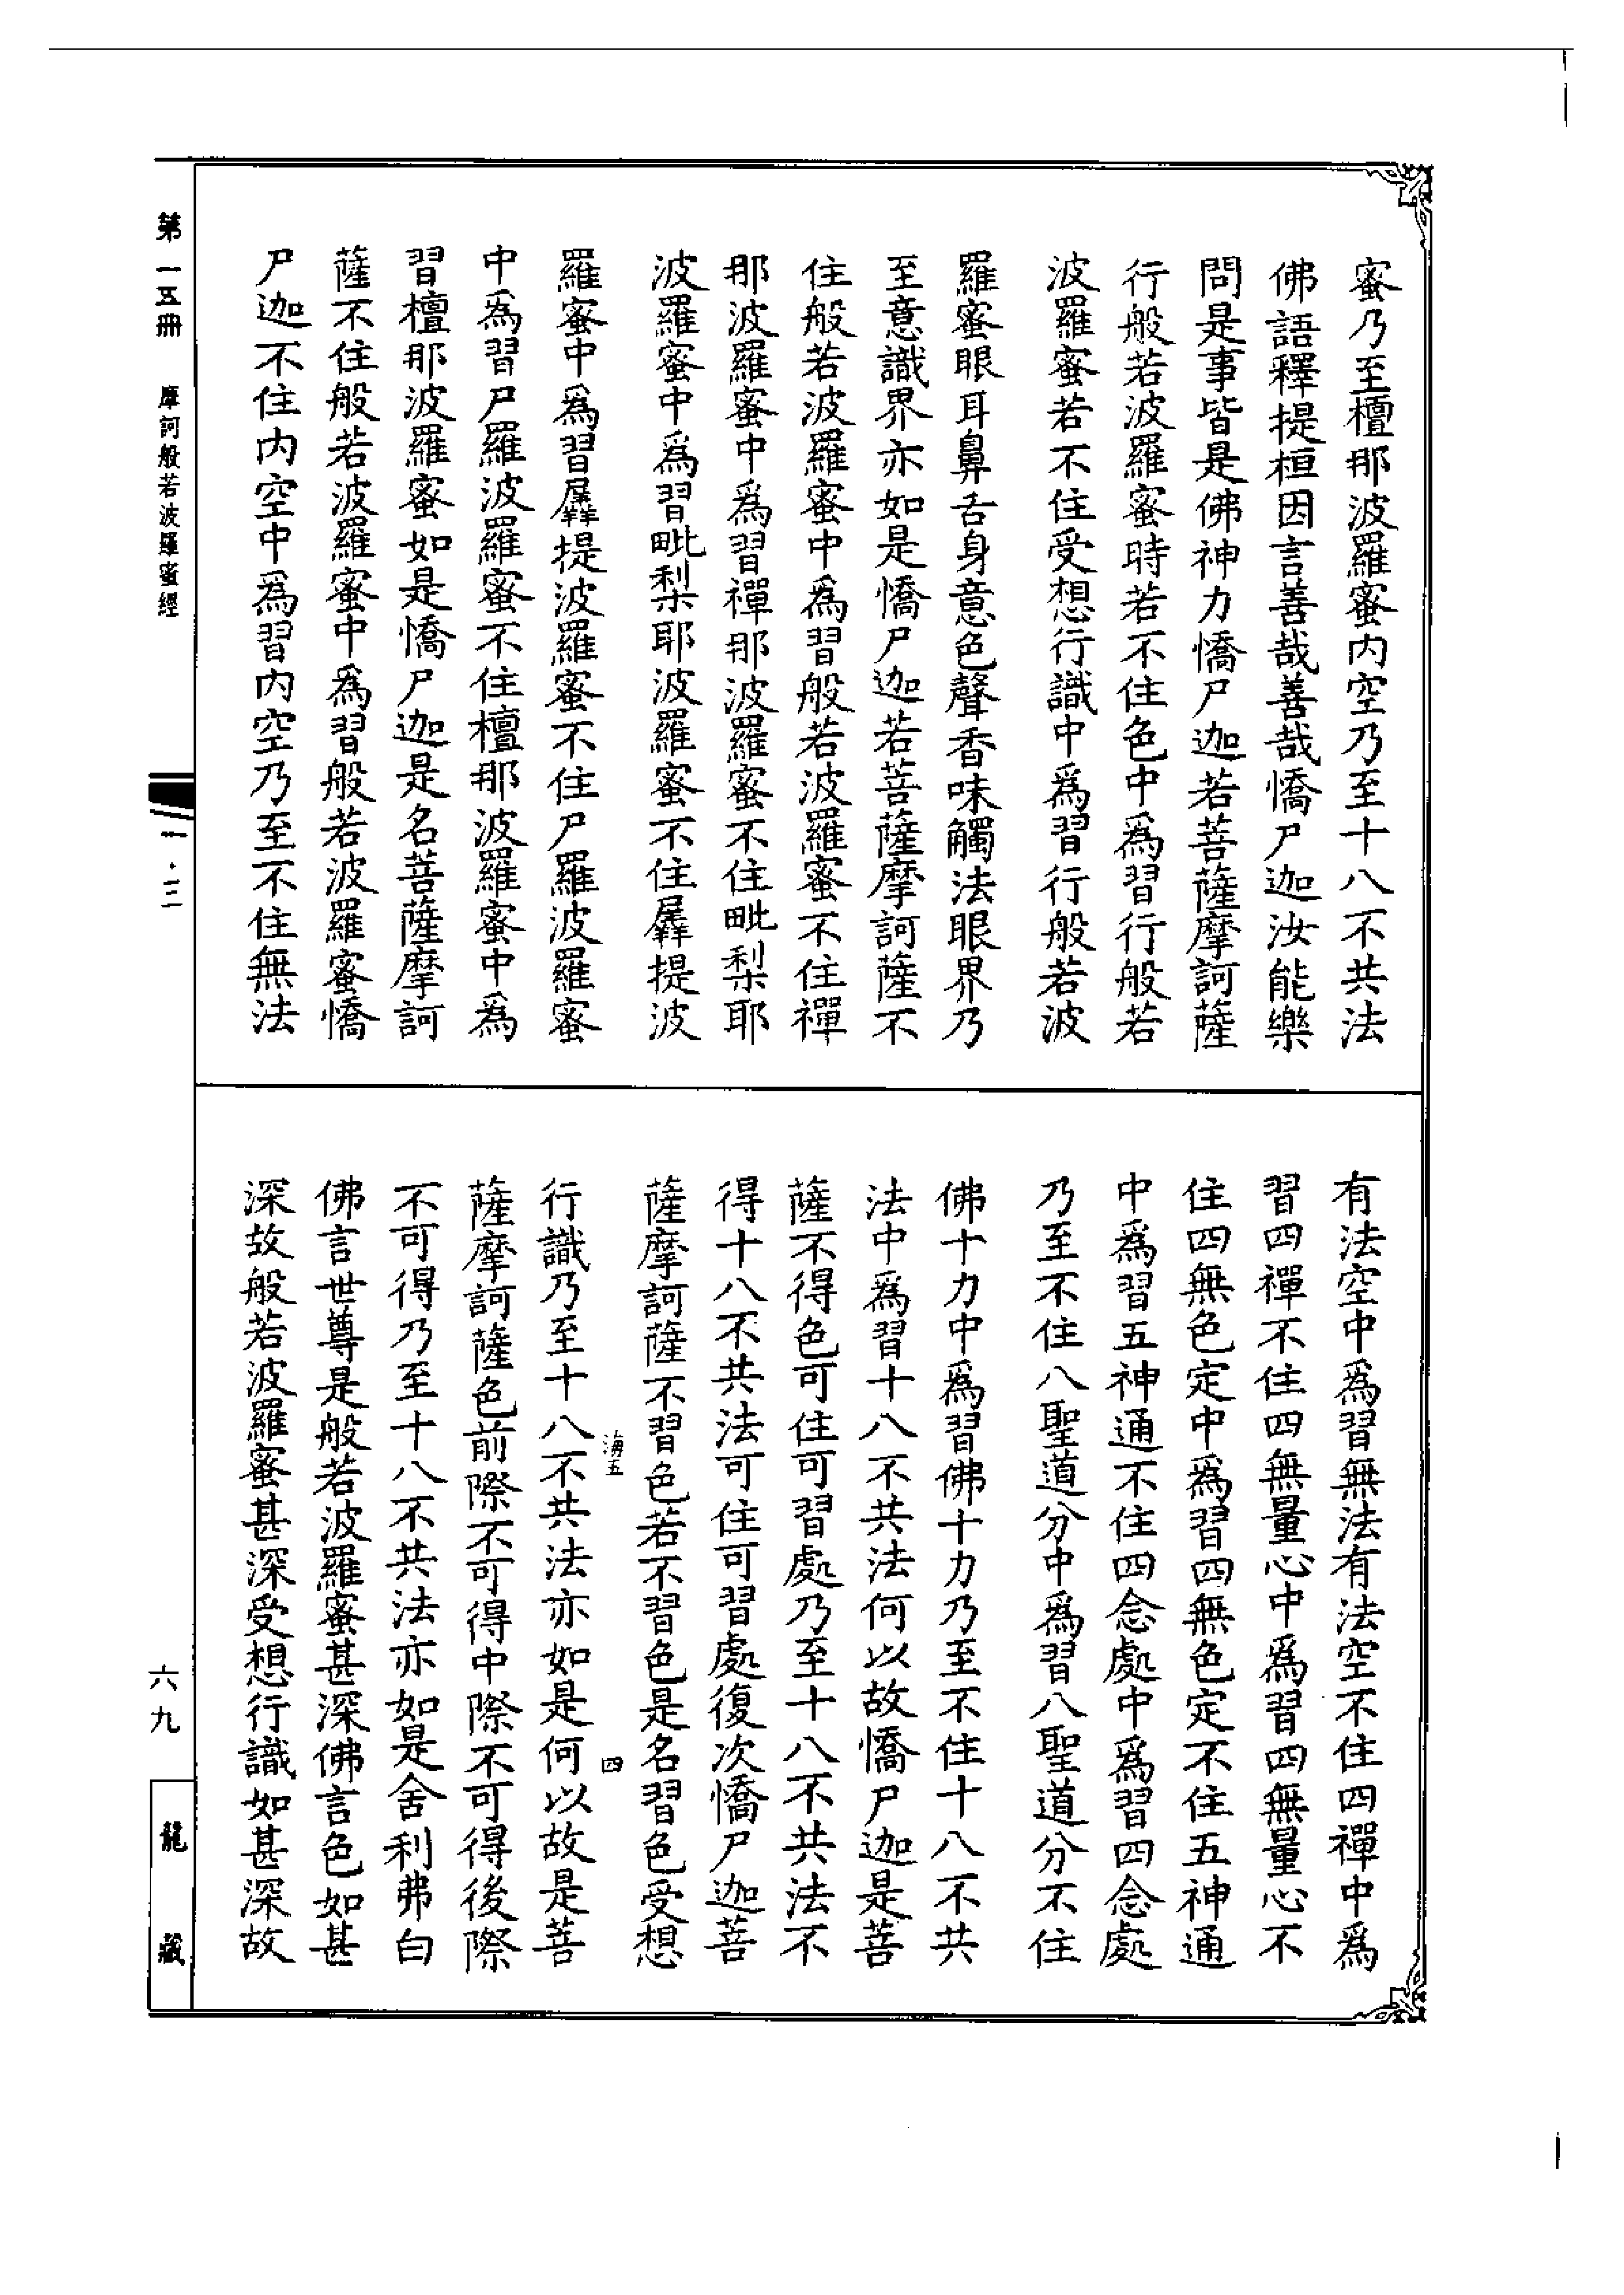 蜜乃至檀那波羅蜜内空乃至十八不共法
佛語釋提桓因言善哉善哉憍尸迦汝能樂
問是事皆是佛神力憍尸迦若菩薩摩訶薩
行般若波羅蜜時若不住色中爲習行般若
波羅蜜若不住受想行識中爲習行般若波
羅蜜眼耳鼻舌身意色聲香味觸法眼界乃
至意識界亦如是憍尸迦若菩薩摩訶薩不
住般若波羅蜜中爲習般若波羅蜜不住禪
那波羅蜜中爲習禪那波羅蜜不住毗梨耶
波羅蜜中爲習毗梨耶波羅蜜不住羼提波
羅蜜中爲習羼提波羅蜜不住尸羅波羅蜜
中爲習尸羅波羅蜜不住檀那波羅蜜中爲
習檀那波羅蜜如是憍尸迦是名菩薩摩訶
薩不住般若波羅蜜中爲習般若波羅蜜憍
尸迦不住内空中爲習内空乃至不住無法
有法空中爲習無法有法空不住四禪中爲
習四禪不住四無量心中爲習四無量心不
住四無色定中爲習四無色定不住五神通
中爲習五神通不住四念處中爲習四念處
乃至不住八聖道分中爲習八聖道分不住
佛十力中爲習佛十力乃至不住十八不共
法中爲習十八不共法何以故憍尸迦是菩
薩不得色可住可習處乃至十八不共法不
得十八不共法可住可習處復次憍尸迦菩
薩摩訶薩不習色若不習色是名習色受想
海五 四
行識乃至十八不共法亦如是何以故是菩
薩摩訶薩色前際不可得中際不可得後際
不可得乃至十八不共法亦如是舍利弗白
佛言世尊是般若波羅蜜甚深佛言色如甚
深故般若波羅蜜甚深受想行識如甚深故
第一五冊 摩訶般若波羅蜜經
一·三
六九
龍藏